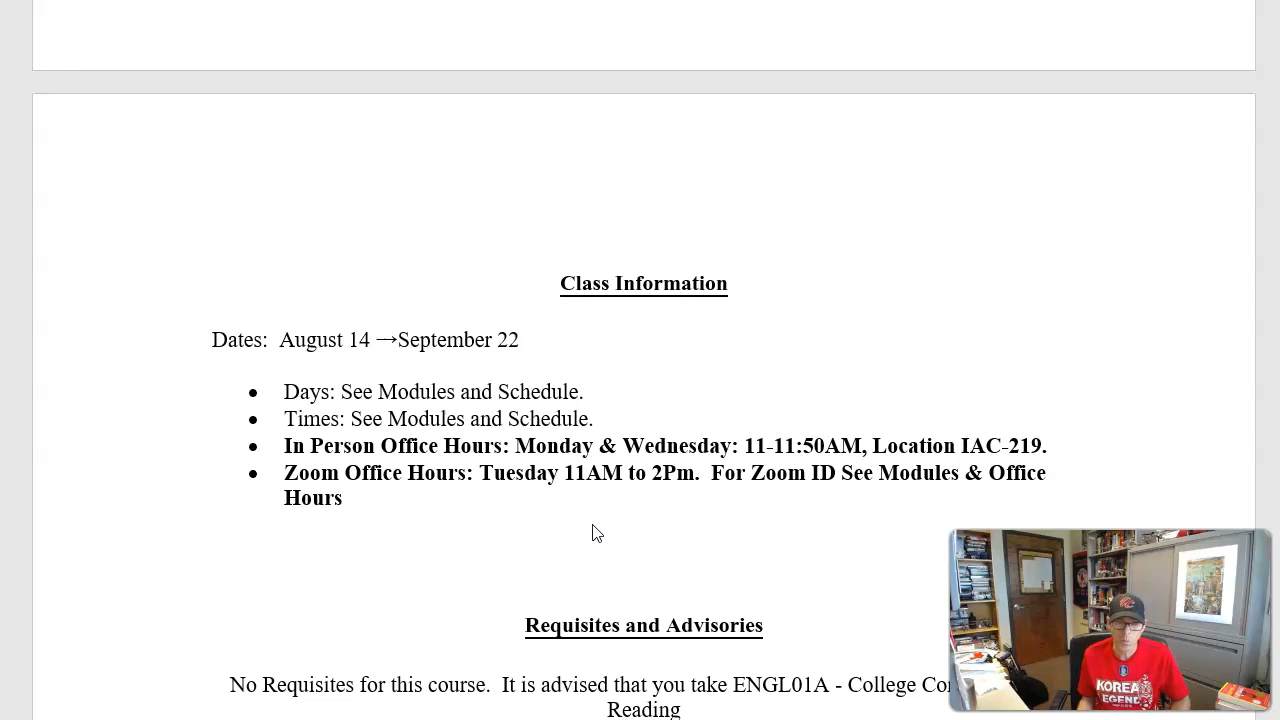 Class Information
Dates:  August 14 →September 22
• Days: See Modules and Schedule.
• Times: See Modules and Schedule.
• In Person Office Hours: Monday & Wednesday: 11-11:50AM, Location IAC-219.
• Zoom Office Hours: Tuesday 11AM to 2Pm.  For Zoom ID See Modules & Office
Hours
Requisites and Advisories
No Requisites for this course.  It is advised that you take ENGL01A - College
Reading
KOREA